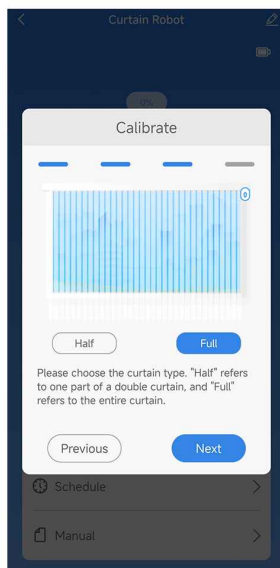 Curtain Robot
0%
Calibrate
Half
Full
Please choose the curtain type. "Half" refers
to one part of a double curtain, and "Full"
refers to the entire curtain.
Previous
Next
Schedule
Manual